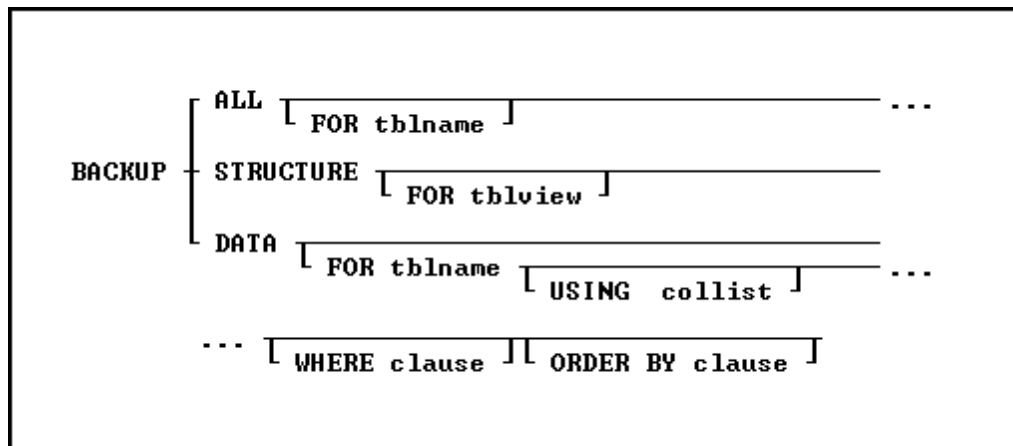 ALL ...
FOR tblname
BACKUP STRUCTURE
FOR tblview
DATA
FOR tblname ...
USING collist
...
WHERE clause ORDER BY clause